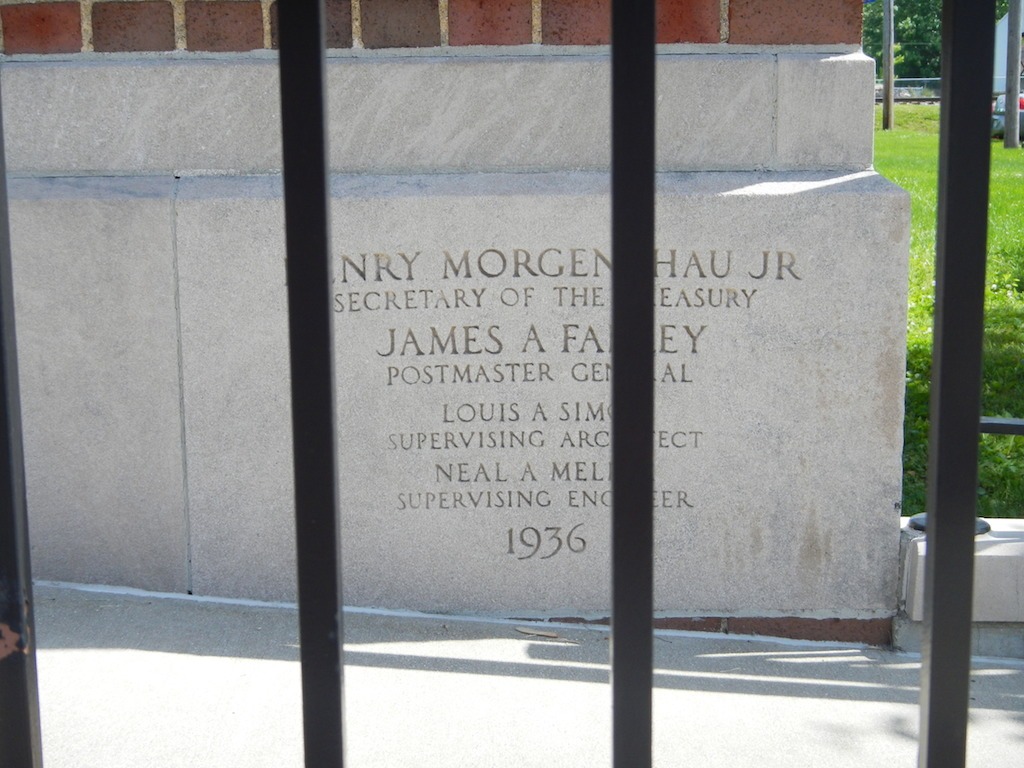 NRY MORGEN HAU JR
SECRETARY OF THE EASURY
JAMES A FA EY
POSTMASTER GEN AL
LOUIS A SIM
SUPERVISING ARC ECT
NEAL A MEL
SUPERVISING ENG EER
1936